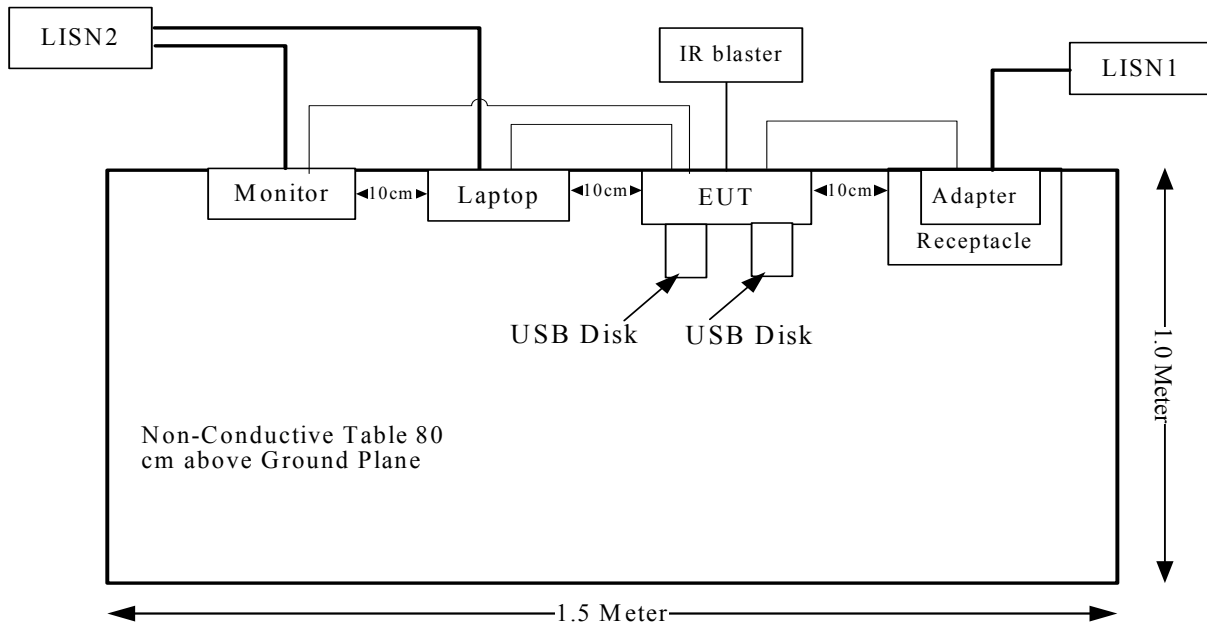 LISN2
IR blaster
LISN1
Monitor
10cm
Laptop
10cm
EUT
10cm
Adapter
Receptacle
USB Disk
USB Disk
1.0 Meter
Non-Conductive Table 80
cm above Ground Plane
1.5 Meter